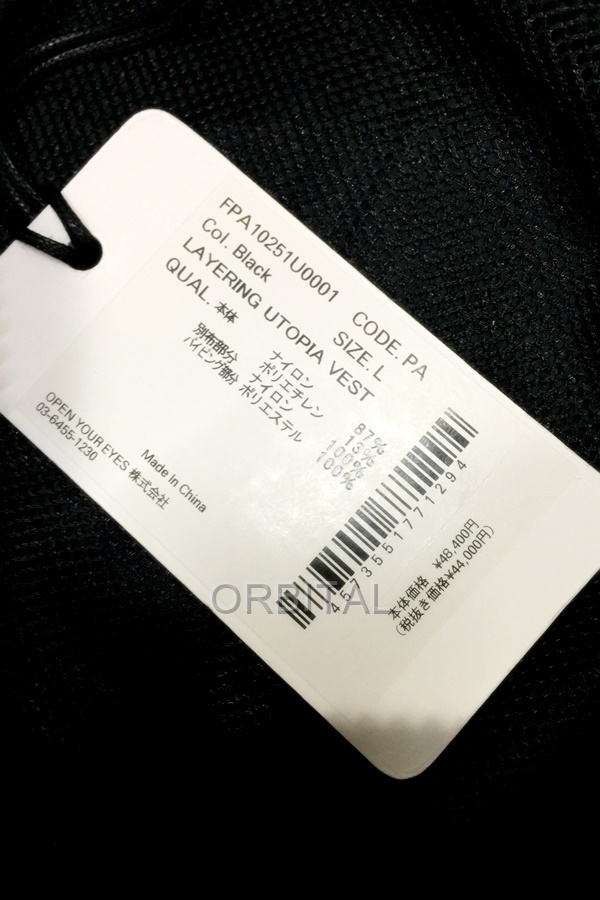 FPA10251U0001 CODE. PA
Col. Black SIZE. L
LAYERING UTOPIA VEST
QUAL. 本体 ナイロン 87%
ポリエチレン 13%
別布部分 ナイロン 100%
パイピング部分 ポリエステル 100%
Made in China
OPEN YOUR EYES 株式会社
03-6455-1230
4573551771294
本体価格 ¥48,400円
(税抜き価格¥44,000円)
ORBITAL